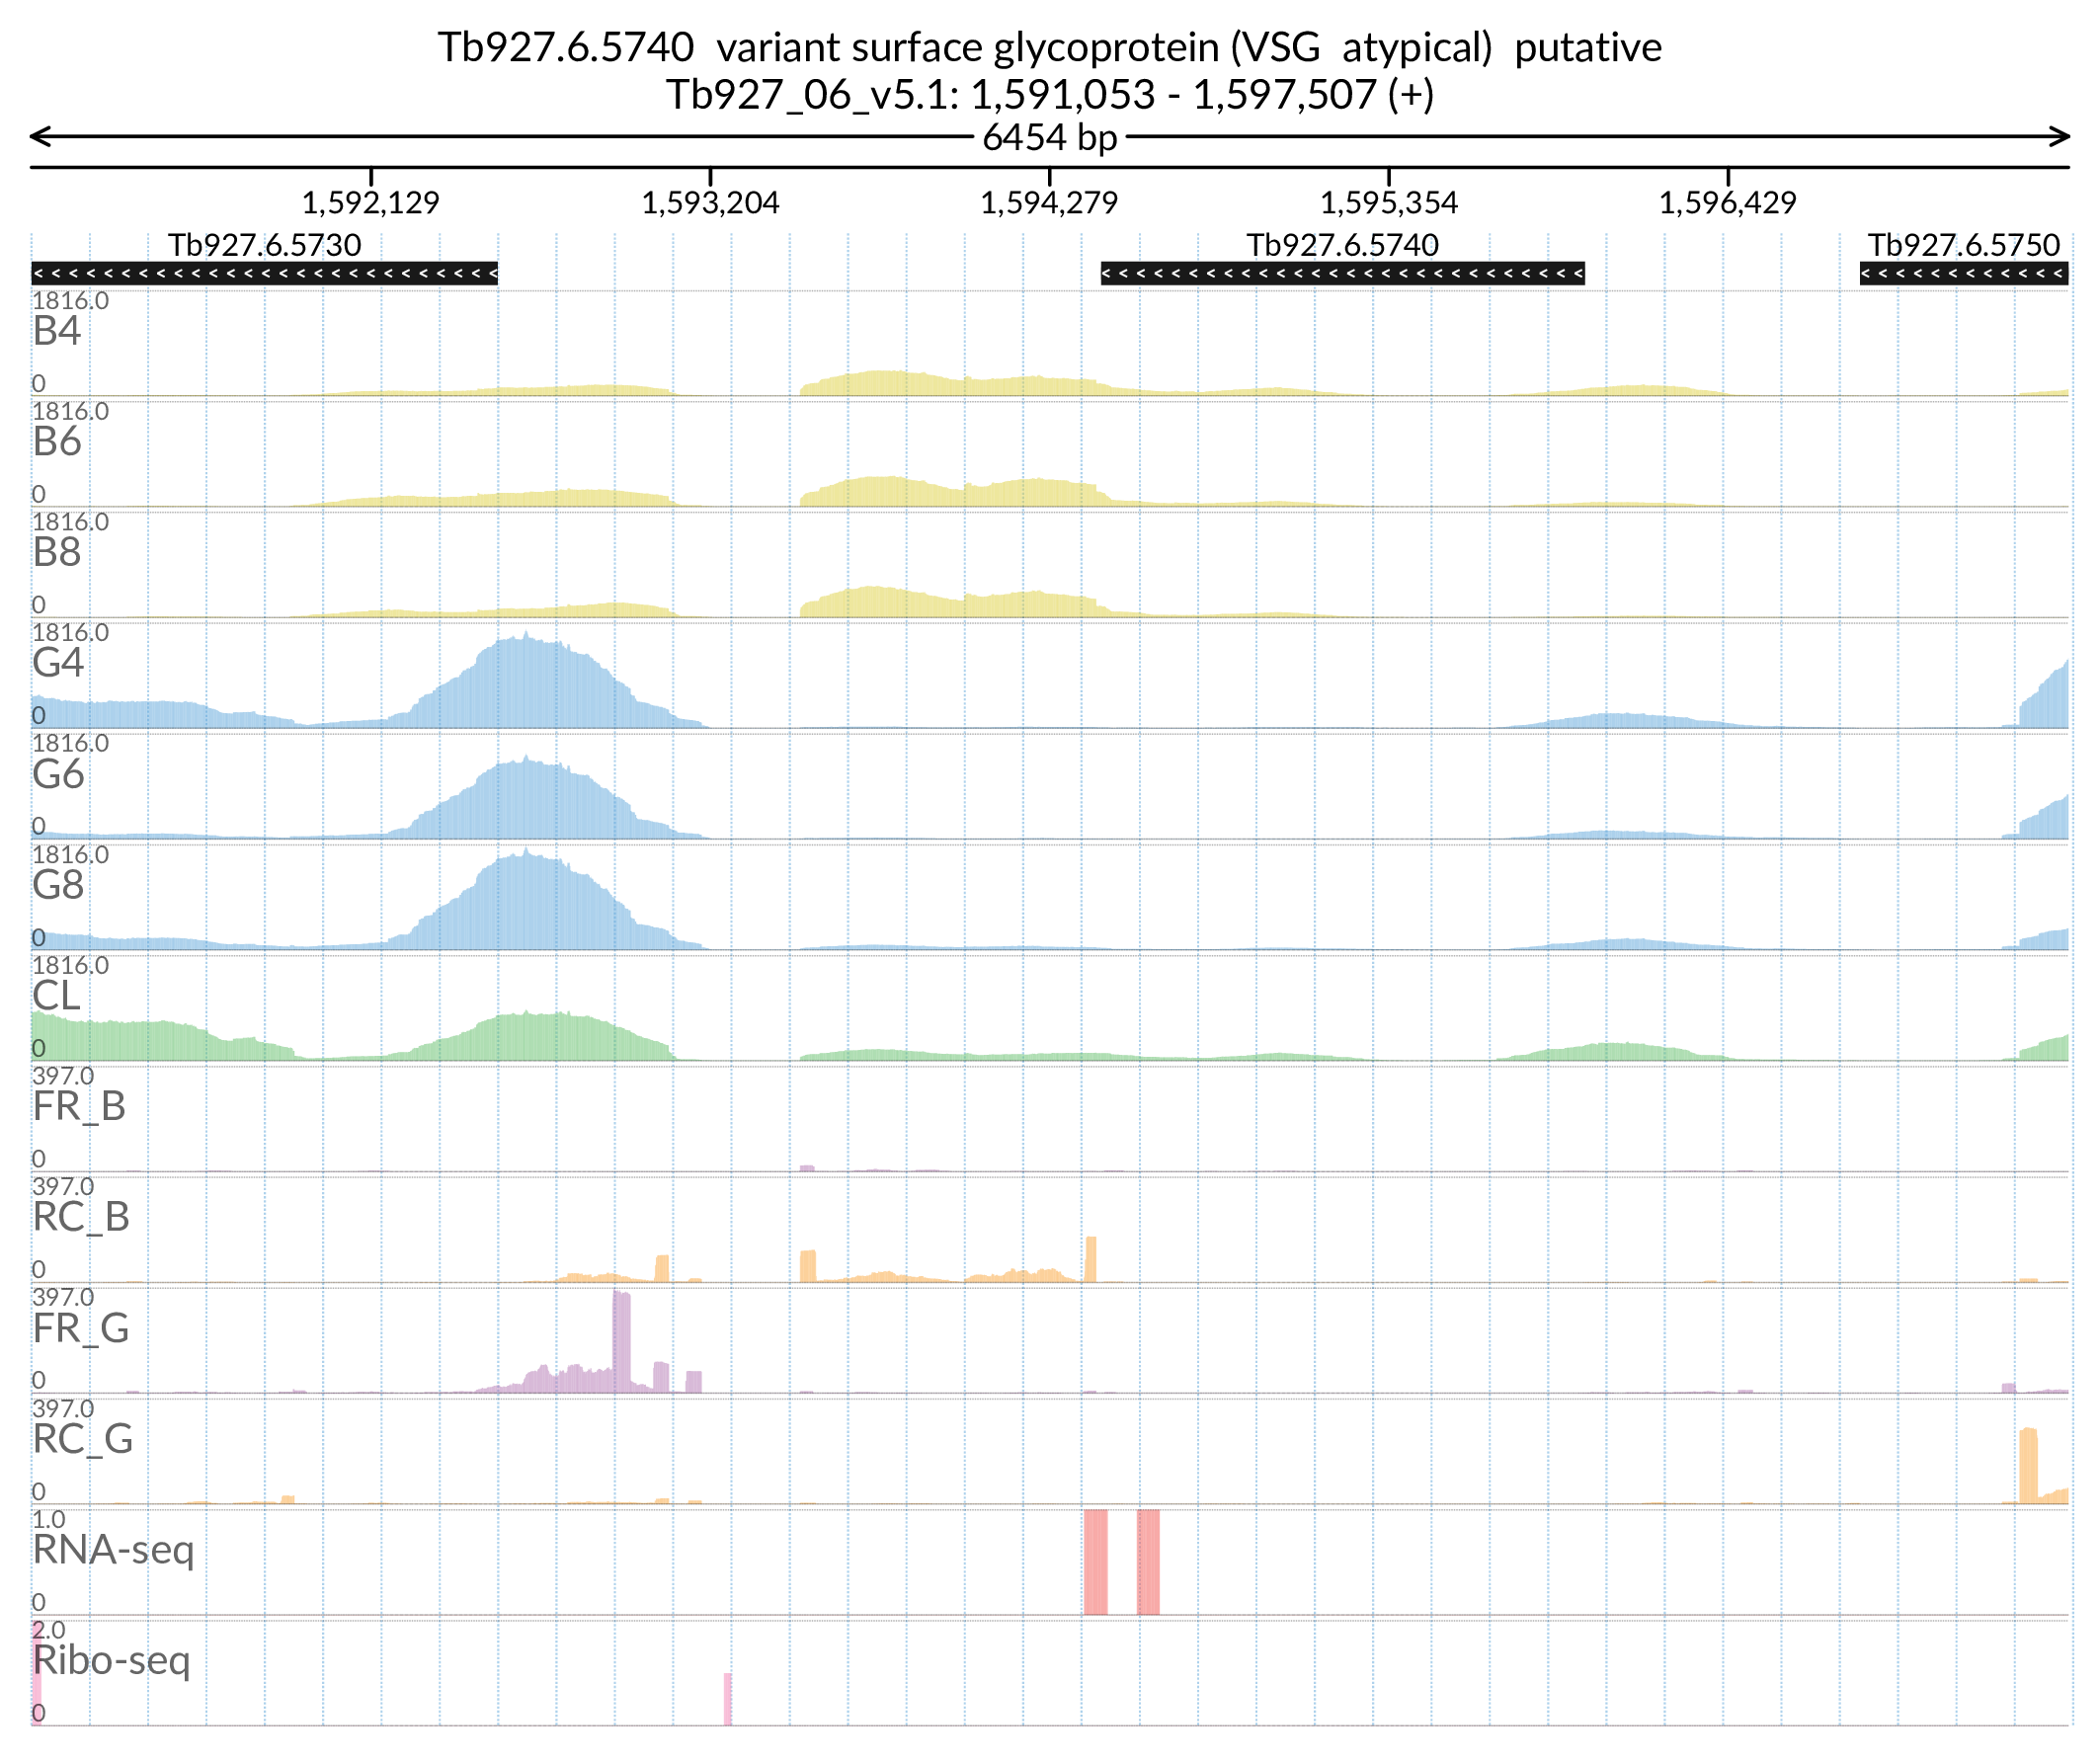 Tb927.6.5740  variant surface glycoprotein (VSG  atypical)  putative
Tb927_06_v5.1: 1,591,053 - 1,597,507 (+)
6454 bp
1,592,129 1,593,204 1,594,279 1,595,354 1,596,429
Tb927.6.5730 Tb927.6.5740 Tb927.6.5750
1816.0
B4
0
1816.0
B6
0
1816.0
B8
0
1816.0
G4
0
1816.0
G6
0
1816.0
G8
0
1816.0
CL
0
397.0
FR_B
0
397.0
RC_B
0
397.0
FR_G
0
397.0
RC_G
0
1.0
RNA-seq
0
2.0
Ribo-seq
0